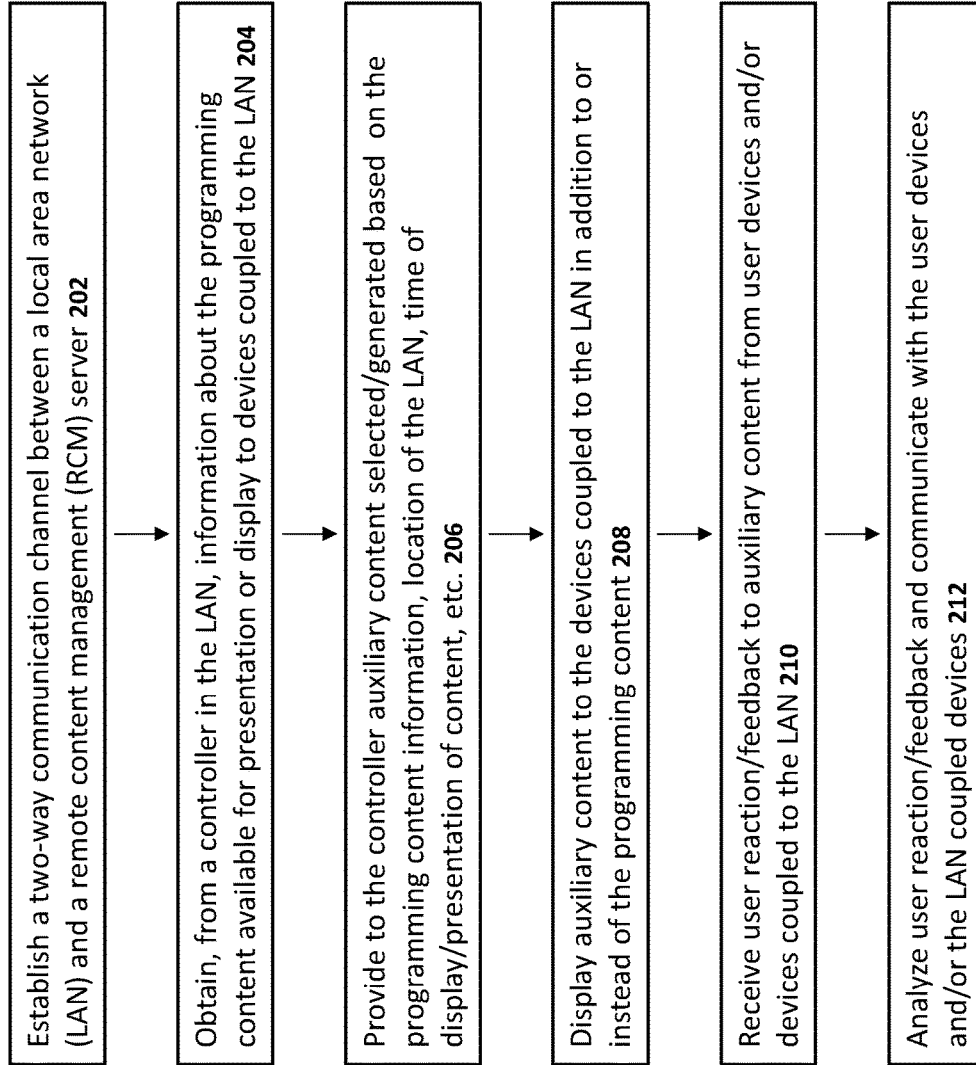 Establish a two-way communication channel between a local area network
(LAN) and a remote content management (RCM) server 202
Obtain, from a controller in the LAN, information about the programming
content available for presentation or display to devices coupled to the LAN 204
Provide to the controller auxiliary content selected/generated based on the
programming content information, location of the LAN, time of
display/presentation of content, etc. 206
Display auxiliary content to the devices coupled to the LAN in addition to or
instead of the programming content 208
Receive user reaction/feedback to auxiliary content from user devices and/or
devices coupled to the LAN 210
Analyze user reaction/feedback and communicate with the user devices
and/or the LAN coupled devices 212